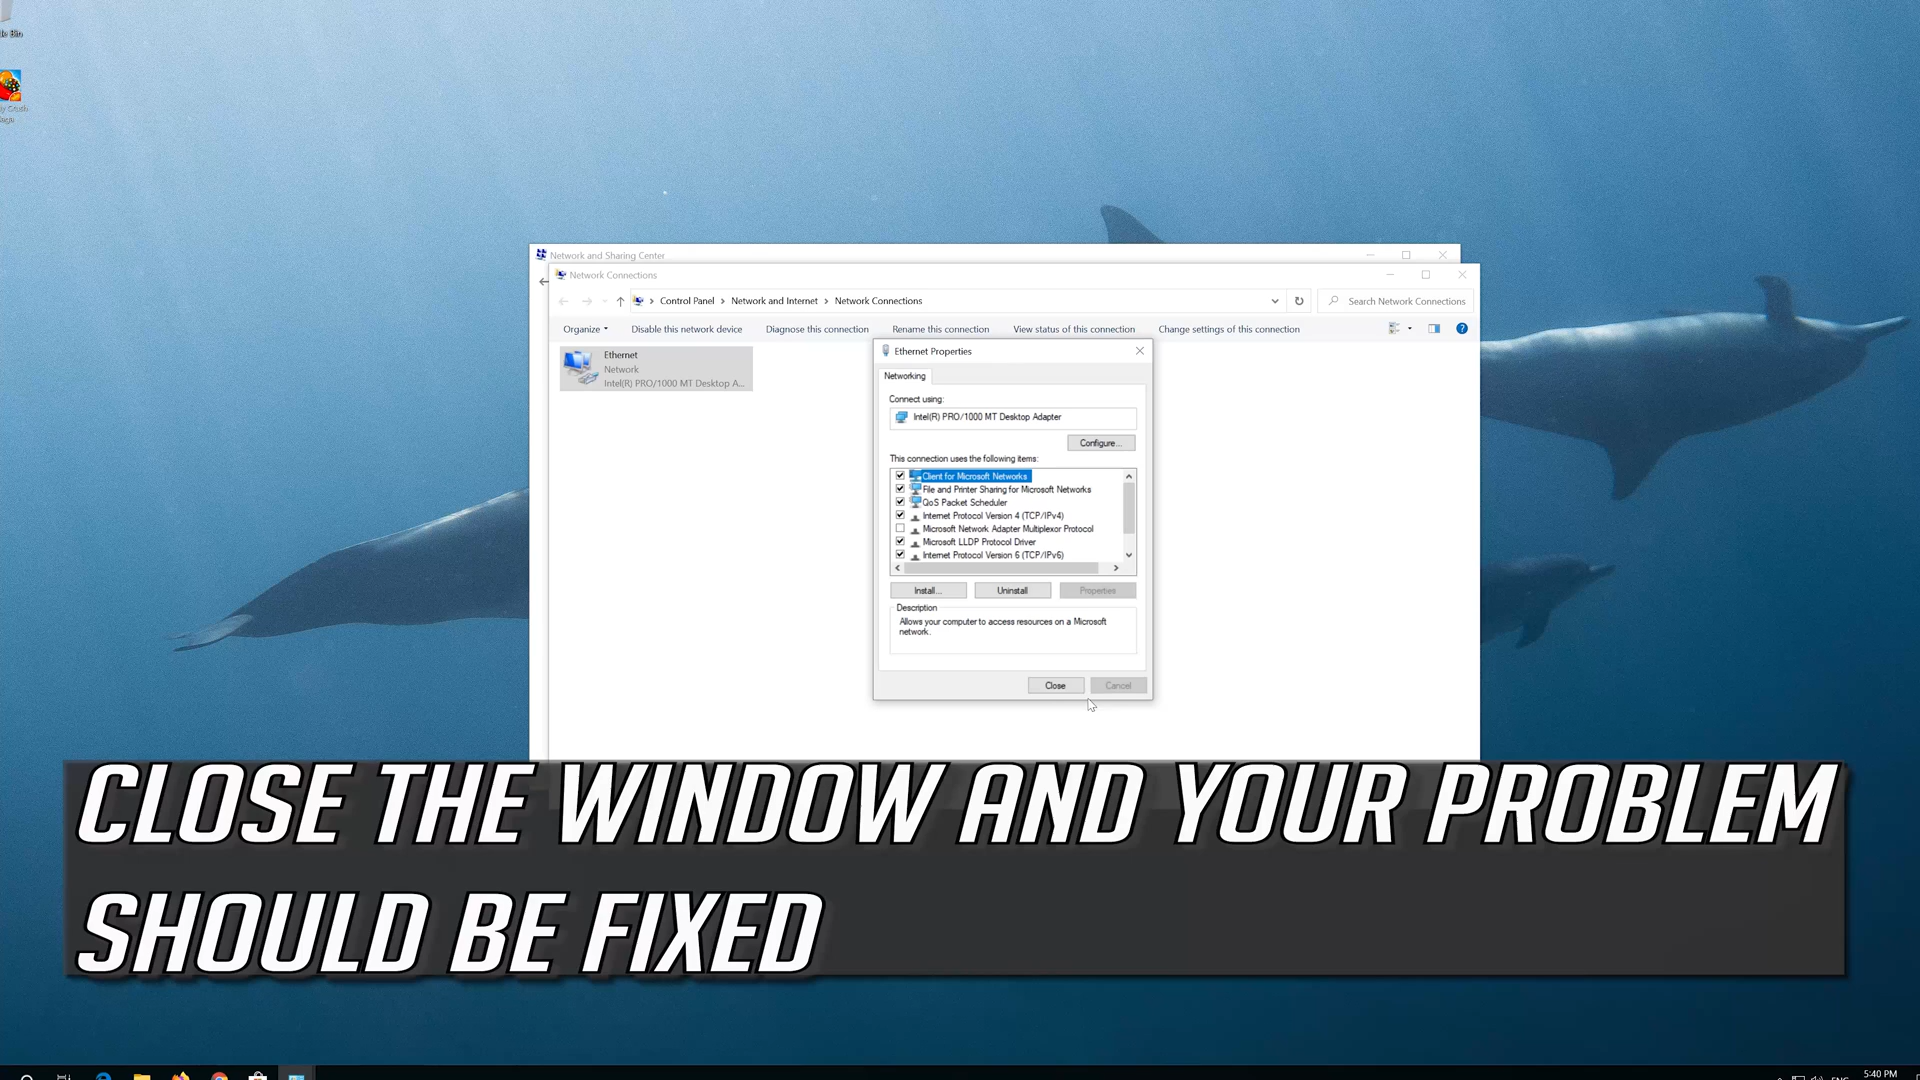 Bin
Network and Sharing Center
Network Connections
Control Panel > Network and Internet > Network Connections
Search Network Connections
Organize
Disable this network device
Diagnose this connection
Rename this connection
View status of this connection
Change settings of this connection
Ethernet
Network
Intel(R) PRO/1000 MT Desktop A...
Ethernet Properties
Networking
Connect using:
Intel(R) PRO/1000 MT Desktop Adapter
Configure...
This connection uses the following items:
Client for Microsoft Networks
File and Printer Sharing for Microsoft Networks
QoS Packet Scheduler
Internet Protocol Version 4 (TCP/IPv4)
Microsoft Network Adapter Multiplexor Protocol
Microsoft LLDP Protocol Driver
Internet Protocol Version 6 (TCP/IPv6)
Install...
Uninstall
Properties
Description
Allows your computer to access resources on a Microsoft
network.
Close
Cancel
CLOSE THE WINDOW AND YOUR PROBLEM
SHOULD BE FIXED
5:40 PM